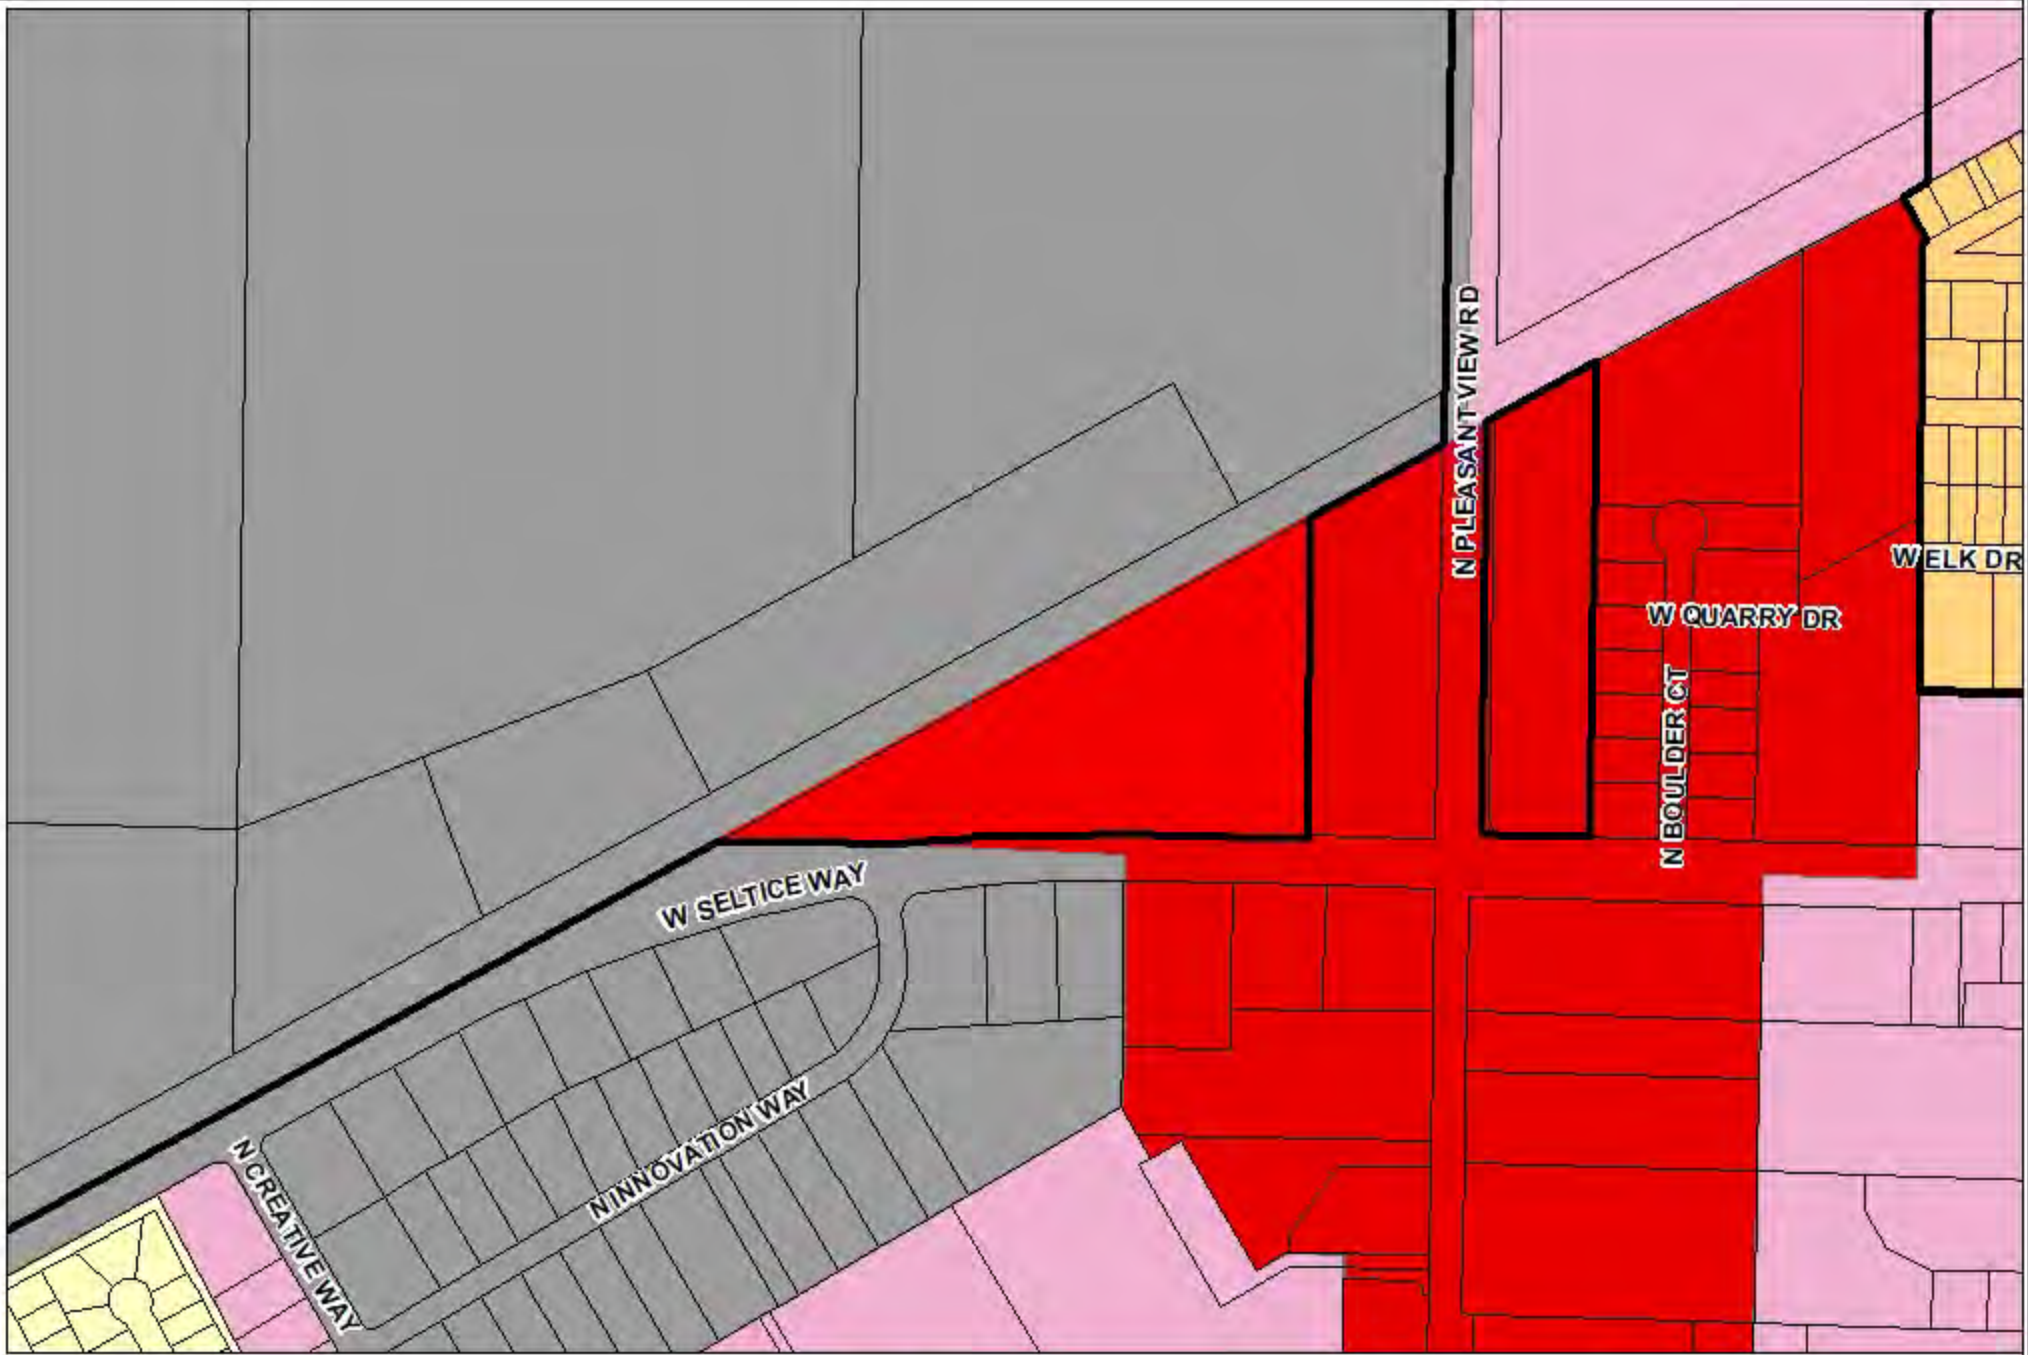 N PLEASANT VIEW RD
W ELK DR
W QUARRY DR
N BOULDER CT
W SELTICE WAY
N INNOVATION WAY
N CREATIVE WAY